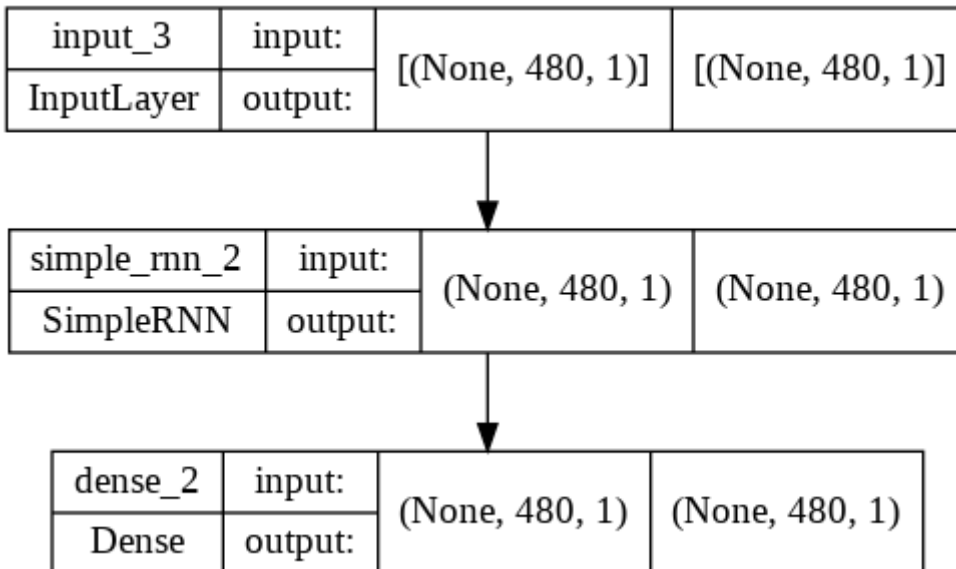 input_3 input: [(None, 480, 1)] [(None, 480, 1)]
InputLayer output:
simple_rnn_2 input: (None, 480, 1) (None, 480, 1)
SimpleRNN output:
dense_2 input: (None, 480, 1) (None, 480, 1)
Dense output: